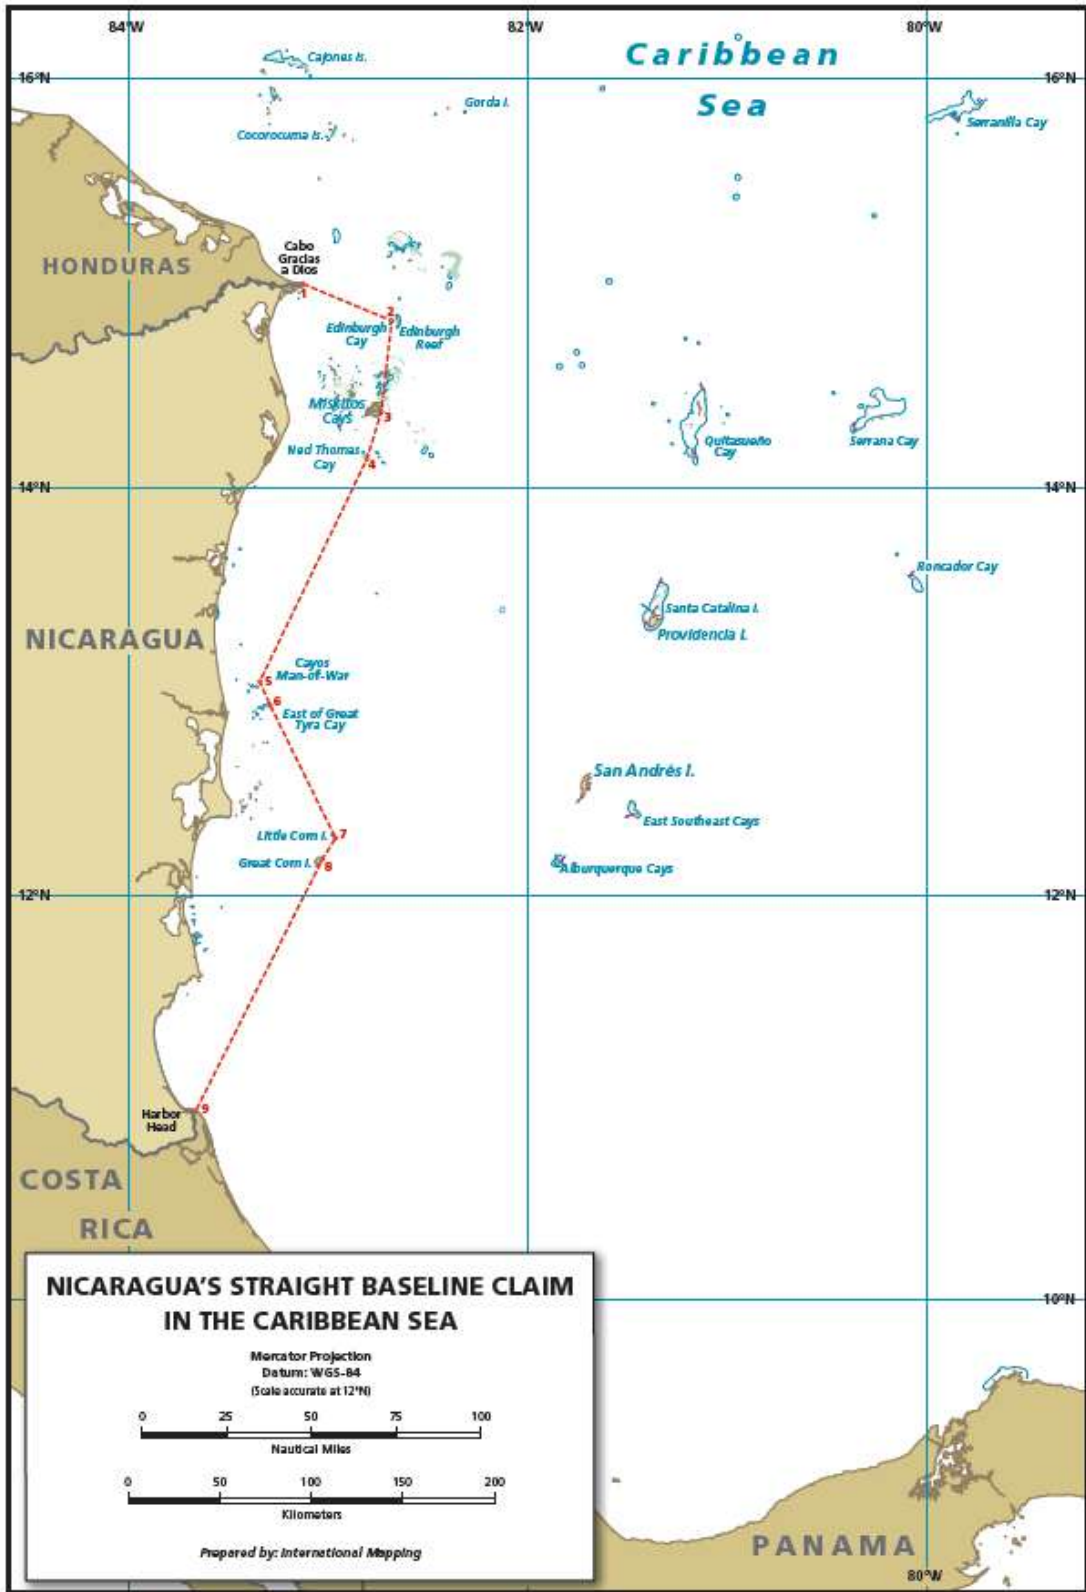 84°W
82°W
80°W
Caribbean
Sea
Cajones Is.
16°N
16°N
Gorda I.
Cocorocuma Is.
Serranilla Cay
HONDURAS
Cabo
Gracias
a Dios
1
2
Edinburgh
Cay
Edinburgh
Reef
Miskitos
Cays
3
Ned Thomas
Cay
4
Quitasueño
Cay
Serrana Cay
14°N
14°N
Roncador Cay
Santa Catalina I.
Providencia I.
NICARAGUA
Cayos
Man-of-War
5
6
East of Great
Tyra Cay
San Andrés I.
East Southeast Cays
Little Corn I.
7
Great Corn I.
8
Alburquerque Cays
12°N
12°N
Harbor
Head
9
COSTA
RICA
10°N
NICARAGUA'S STRAIGHT BASELINE CLAIM
IN THE CARIBBEAN SEA
Mercator Projection
Datum: WGS-84
(Scale accurate at 12°N)
0 25 50 75 100
Nautical Miles
0 50 100 150 200
Kilometers
Prepared by: International Mapping
PANAMA
80°W